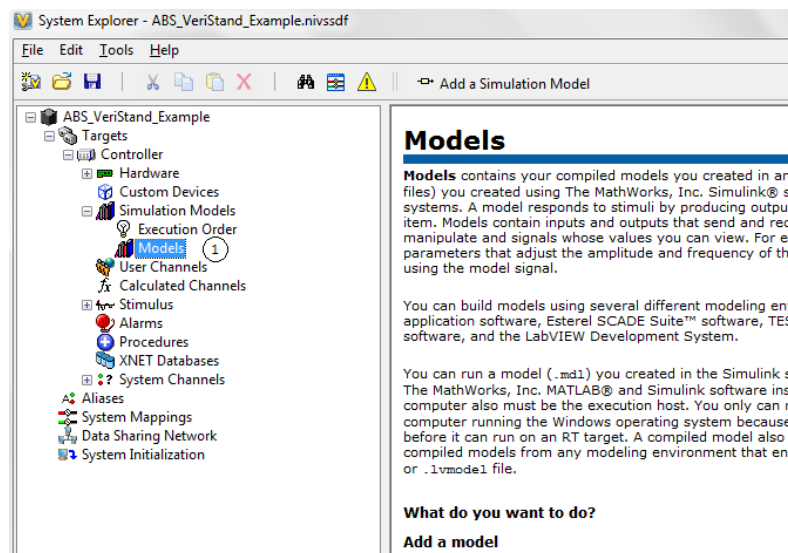 System Explorer - ABS_VeriStand_Example.nivssdf
File Edit Tools Help
Add a Simulation Model
ABS_VeriStand_Example
Targets
Controller
Hardware
Custom Devices
Simulation Models
Execution Order
Models 1
User Channels
fx Calculated Channels
Stimulus
Alarms
Procedures
XNET Databases
System Channels
Aliases
System Mappings
Data Sharing Network
System Initialization
Models
Models contains your compiled models you created in
files) you created using The MathWorks, Inc. Simulink®
systems. A model responds to stimuli by producing
item. Models contain inputs and outputs that send and
manipulate and signals whose values you can view. For
parameters that adjust the amplitude and frequency of
using the model signal.
You can build models using several different modeling
application software, Esterel SCADE Suite™ software,
software, and the LabVIEW Development System.
You can run a model (.mdl) you created in the Simulink
The MathWorks, Inc. MATLAB® and Simulink software
computer also must be the execution host. You only can
computer running the Windows operating system because
before it can run on an RT target. A compiled model also
compiled models from any modeling environment that
or .lvmodel file.
What do you want to do?
Add a model